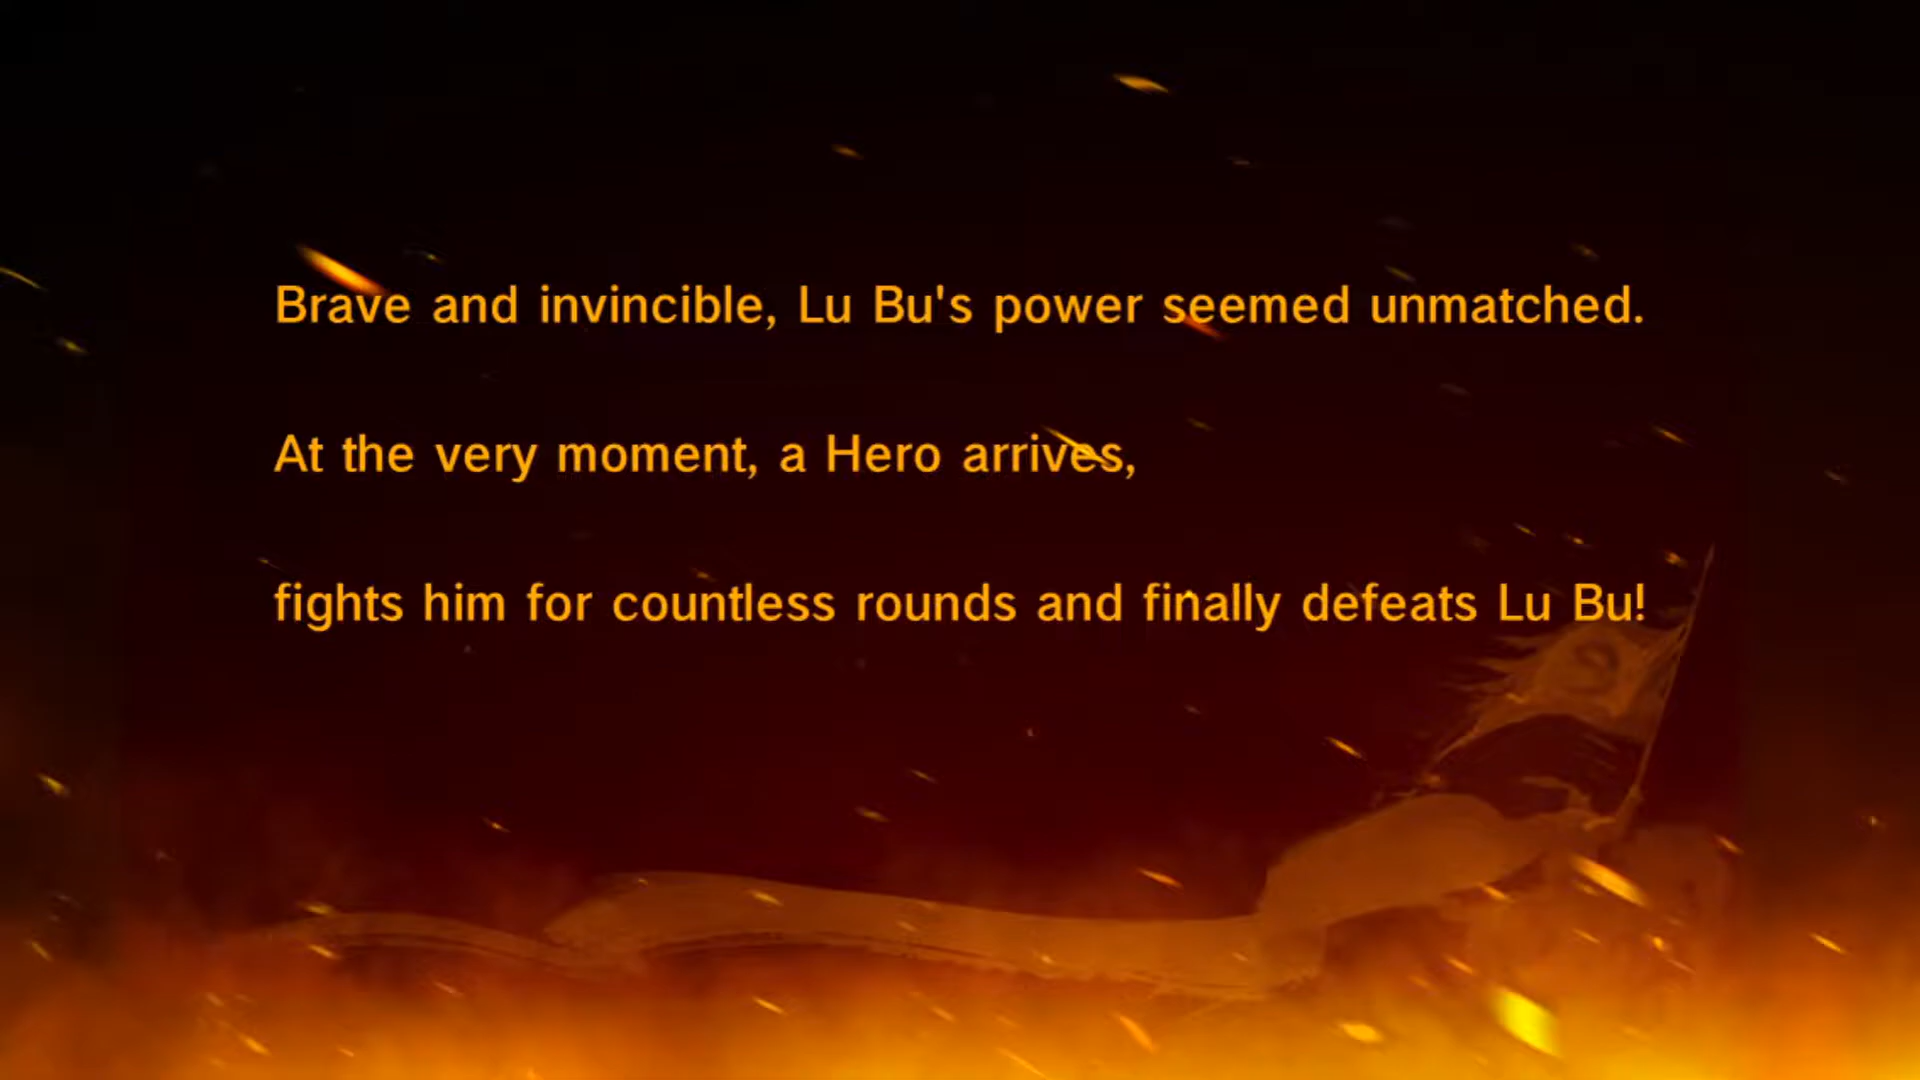 Brave and invincible, Lu Bu's power seemed unmatched.
At the very moment, a Hero arrives,
fights him for countless rounds and finally defeats Lu Bu!